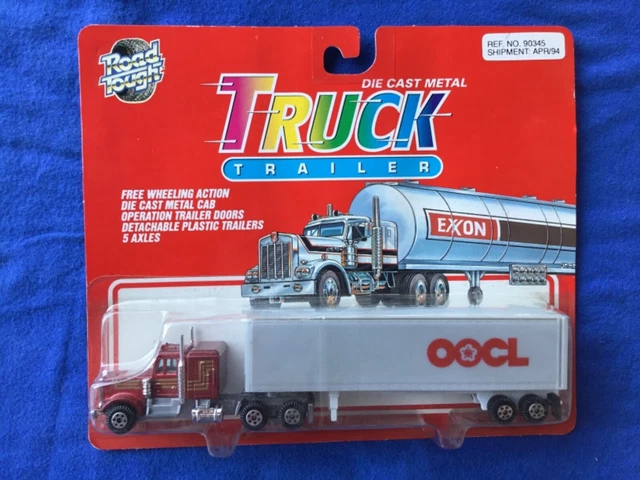 Road
Tough
REF. NO. 90345
SHIPMENT: APR/94
DIE CAST METAL
TRUCK
TRAILER
FREE WHEELING ACTION
DIE CAST METAL CAB
OPERATION TRAILER DOORS
DETACHABLE PLASTIC TRAILERS
5 AXLES
EXXON
OOCL